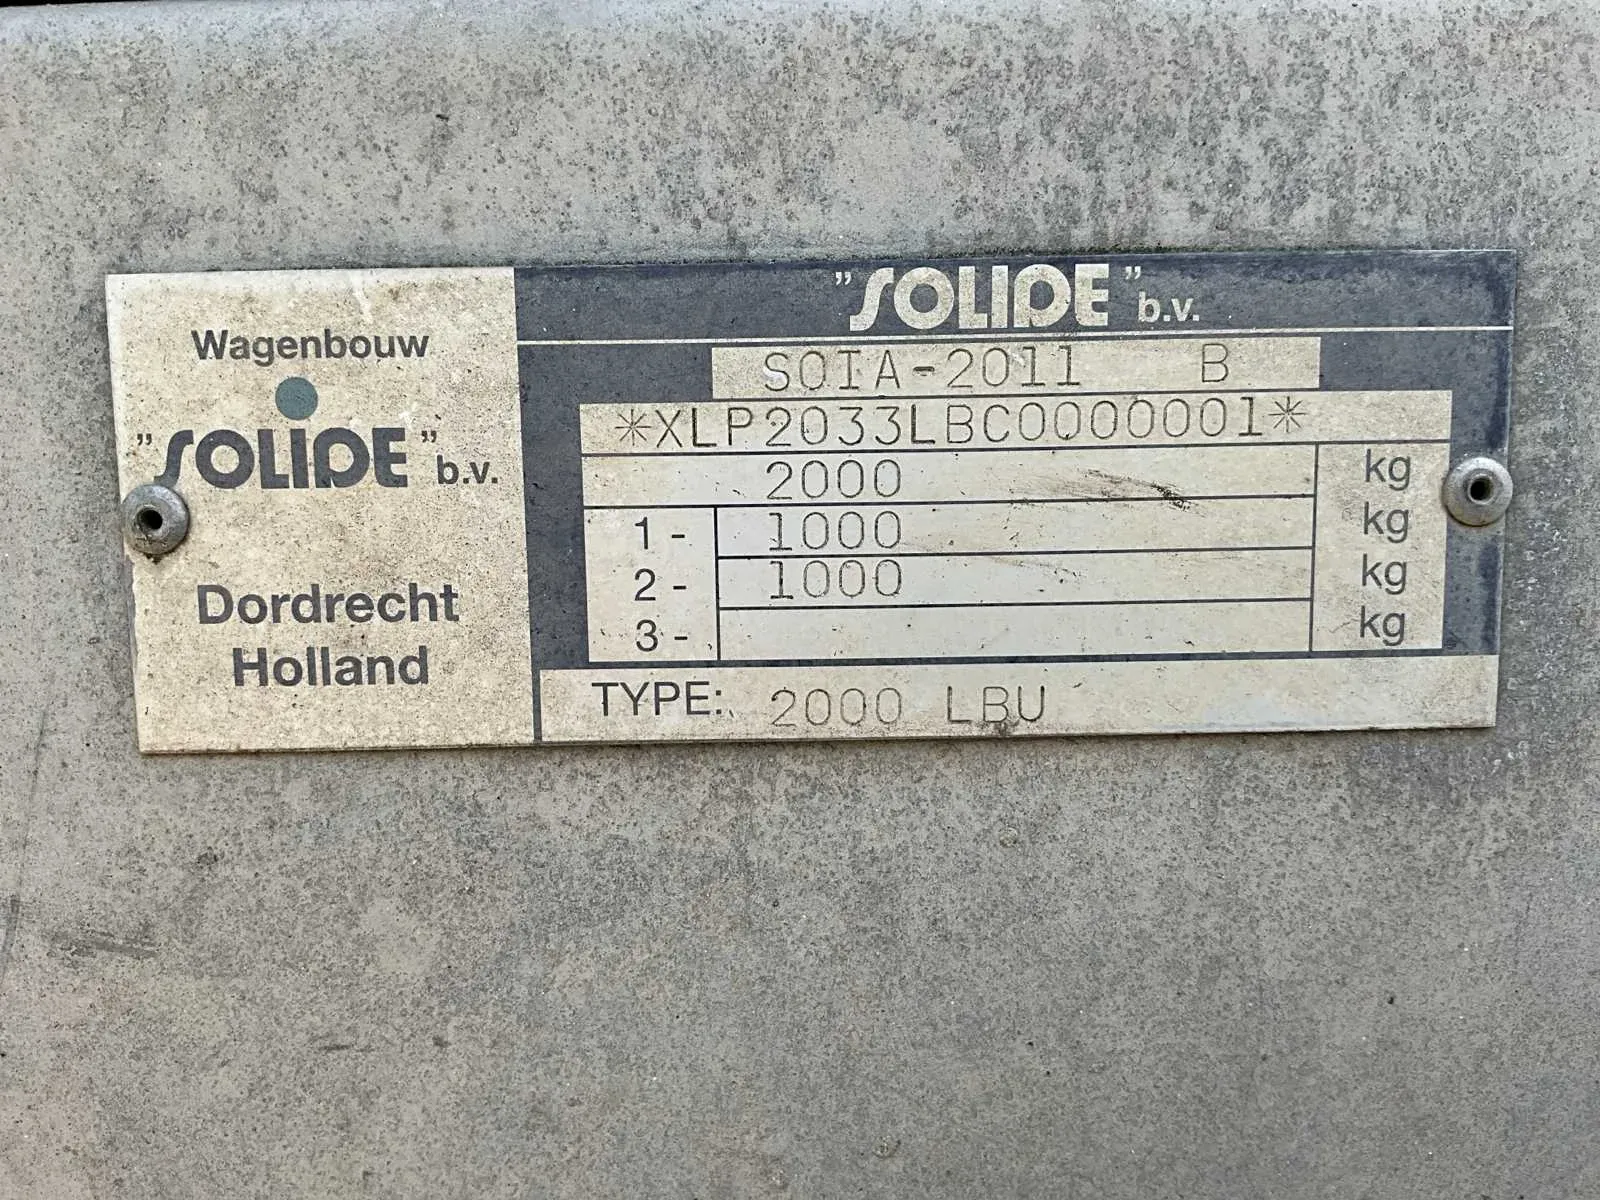 Wagenbouw
"SOLIDE" b.v.
Dordrecht
Holland
"SOLIDE" b.v.
SOIA-2011 B
*XLP2033LBC0000001*
2000 kg
1- 1000 kg
2- 1000 kg
3- kg
TYPE: 2000 LBU